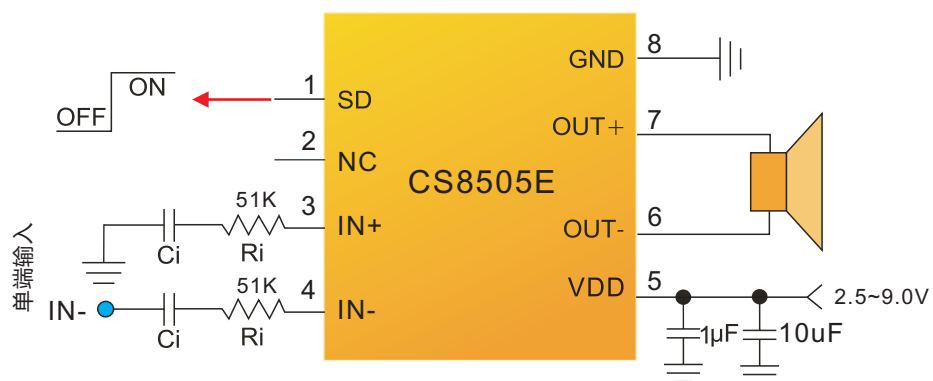 ON
OFF
1
SD
2
NC
51K
3
IN+
Ci
Ri
单端输入
IN-
51K
4
IN-
Ci
Ri
CS8505E
GND
8
OUT+
7
OUT-
6
VDD
5
2.5~9.0V
1μF
10uF